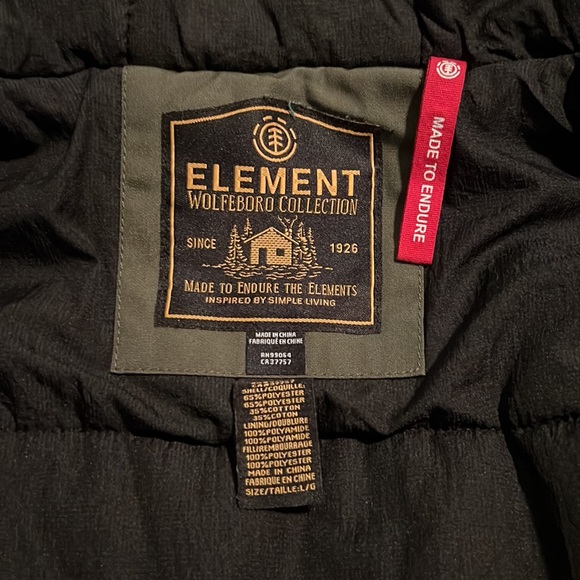 ELEMENT
WOLFEBORO COLLECTION
SINCE 1926
MADE TO ENDURE THE ELEMENTS
INSPIRED BY SIMPLE LIVING
MADE TO ENDURE
MADE IN CHINA
FABRIQUÉ EN CHINE
RN99064
CA37757
SHELL/COQUILLE:
65%POLYESTER
65%POLYESTER
35%COTTON
35%COTON
LINING/DOUBLURE
100%POLYAMIDE
100%POLYAMIDE
FILL/REMBOURRAGE
100%POLYESTER
100%POLYESTER
MADE IN CHINA
FABRIQUE EN CHINE
SIZE/TAILLE:L/G